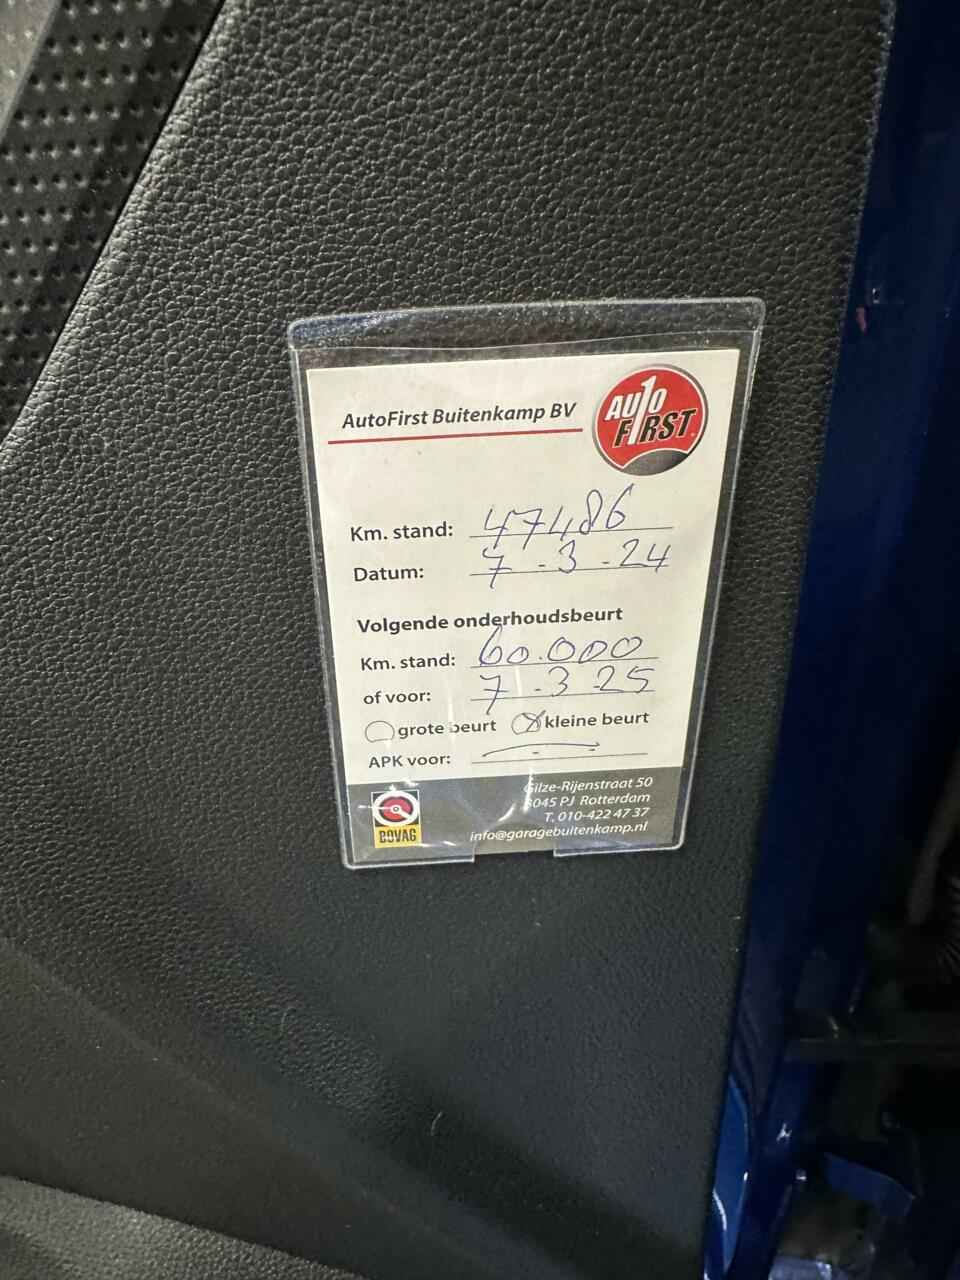 AutoFirst Buitenkamp BV
AUTO
FIRST
Km. stand: 47486
Datum: 7-3-24
Volgende onderhoudsbeurt
Km. stand: 60.000
of voor: 7-3-25
grote beurt kleine beurt
APK voor:
Gilze-Rijenstraat 50
3045 PJ Rotterdam
T. 010-422 47 37
info@garagebuitenkamp.nl
BOVAG